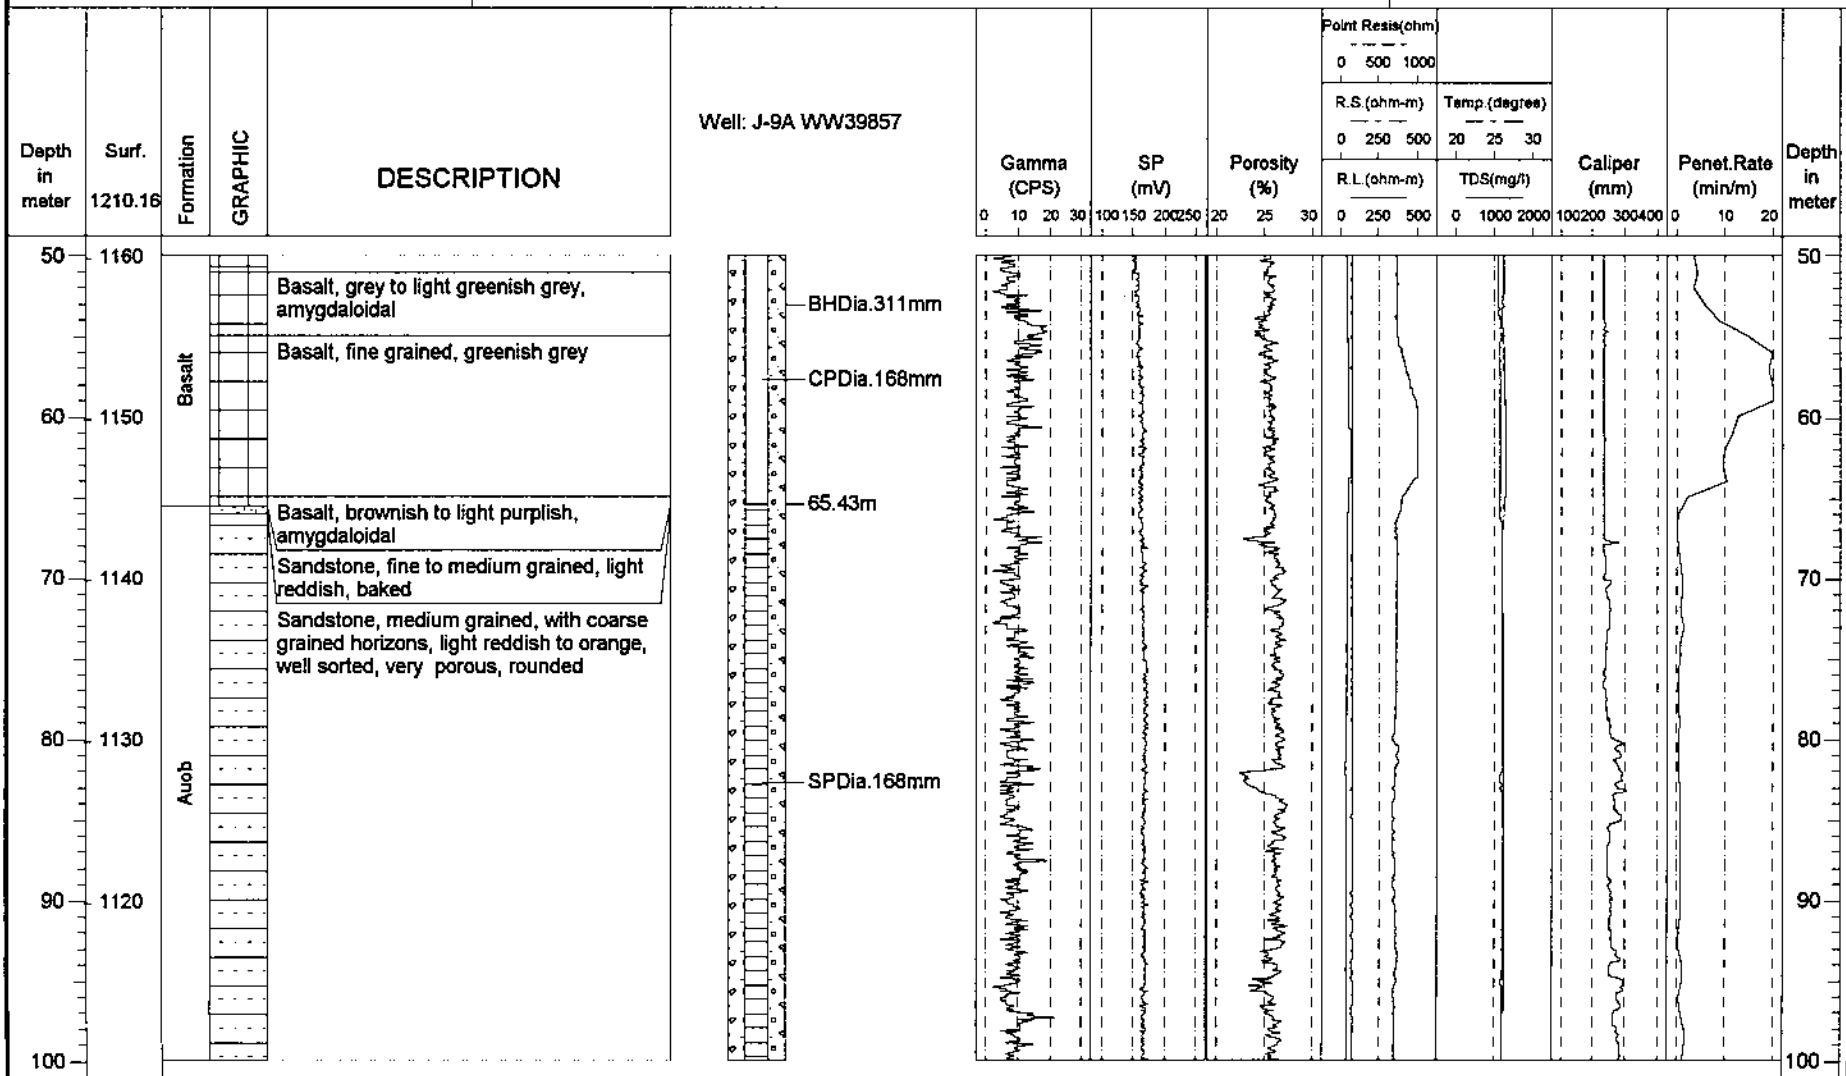 Point Resis(ohm)
0 500 1000
R.S.(ohm-m) Temp.(degree)
0 250 500 20 25 30
R.L.(ohm-m) TDS(mg/l)
0 250 500 0 1000 2000
Depth in meter
Surf.
1210.16
Formation
GRAPHIC
DESCRIPTION
Well: J-9A WW39857
Gamma
(CPS)
0 10 20 30
SP
(mV)
100 150 200 250
Porosity
(%)
20 25 30
Caliper
(mm)
100 200 300 400
Penet.Rate
(min/m)
0 10 20
Depth in meter
50 1160 50
Basalt, grey to light greenish grey,
amygdaloidal
BHDia.311mm
Basalt, fine grained, greenish grey
Basalt
CPDia.168mm
60 1150 60
65.43m
Basalt, brownish to light purplish,
amygdaloidal
Sandstone, fine to medium grained, light
reddish, baked
70 1140 70
Sandstone, medium grained, with coarse
grained horizons, light reddish to orange,
well sorted, very porous, rounded
80 1130 80
Auob
SPDia.168mm
90 1120 90
100 100